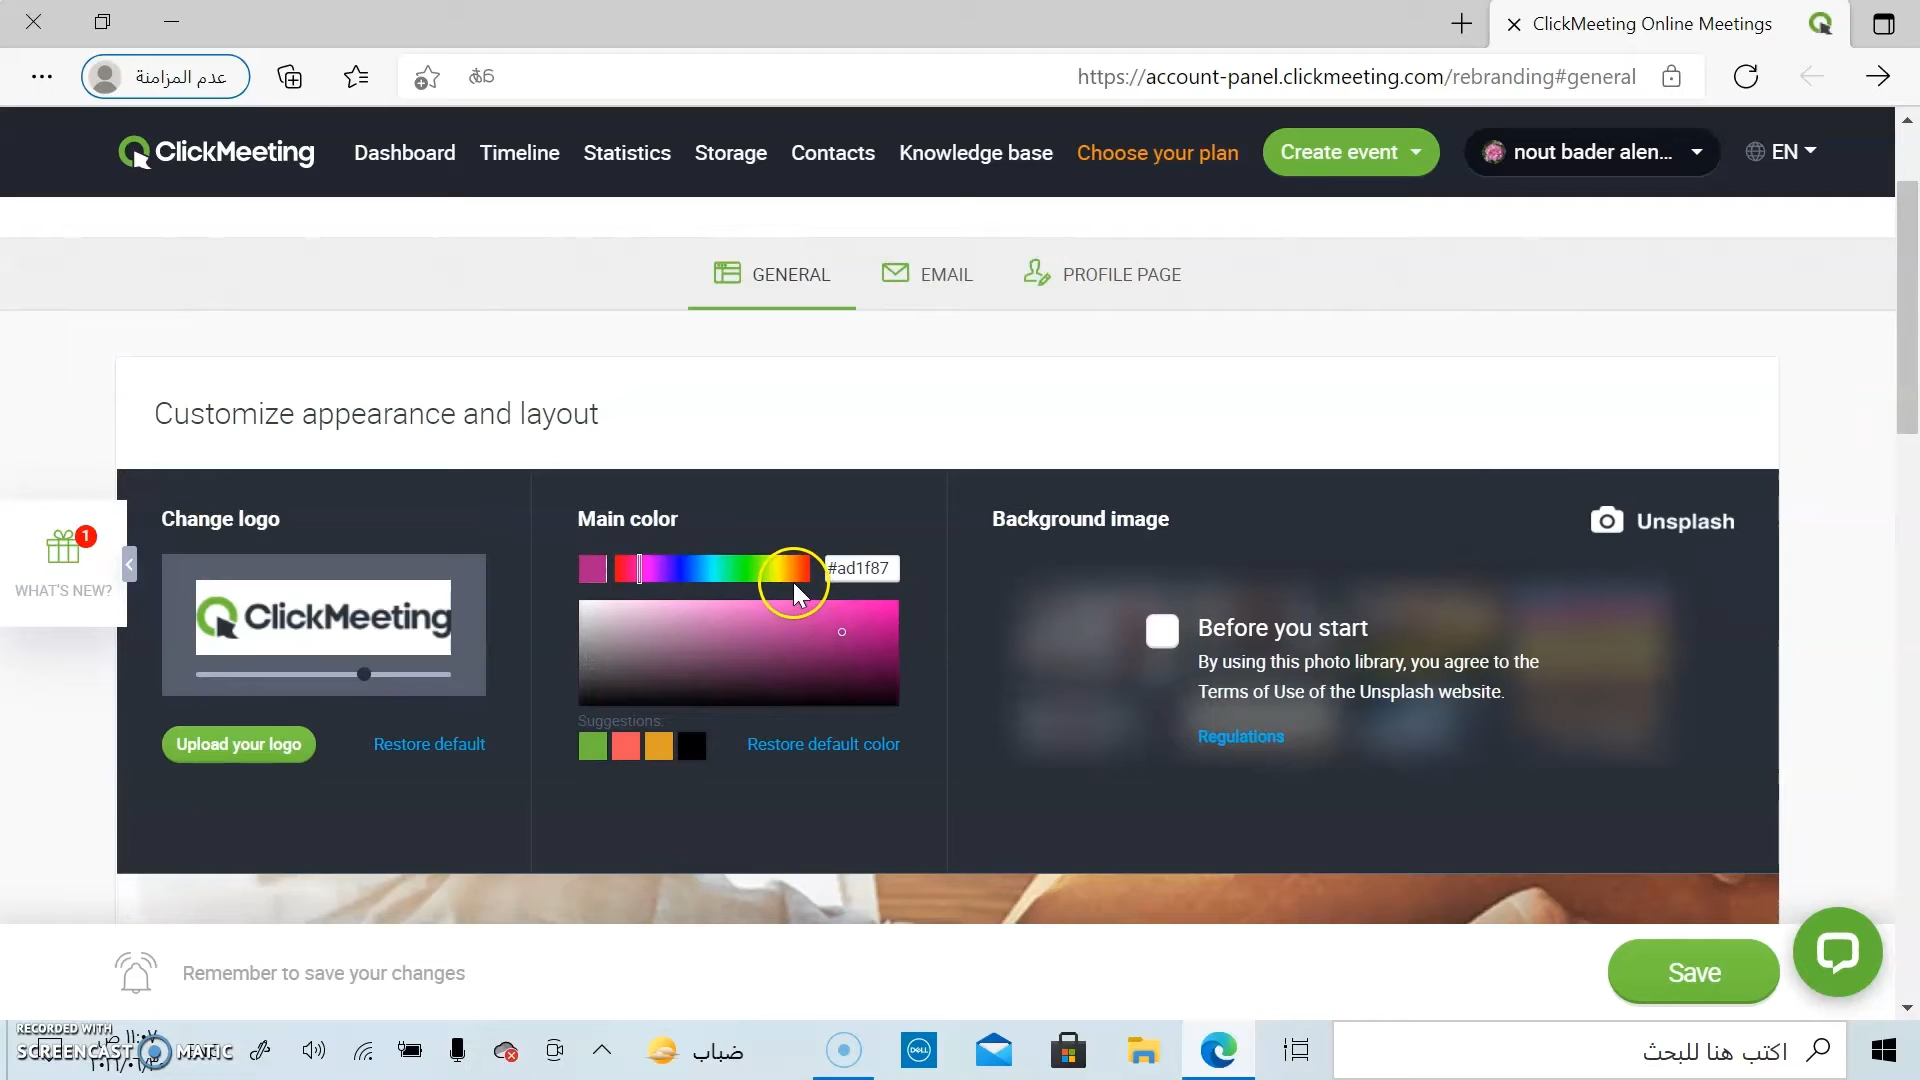 ClickMeeting Online Meetings
عدم المزامنة
https://account-panel.clickmeeting.com/rebranding#general
ClickMeeting
Dashboard
Timeline
Statistics
Storage
Contacts
Knowledge base
Choose your plan
Create event
nout bader alen...
EN
GENERAL
EMAIL
PROFILE PAGE
Customize appearance and layout
Change logo
Main color
Background image
Unsplash
1
WHAT'S NEW?
ClickMeeting
#ad1f87
Before you start
By using this photo library, you agree to the
Terms of Use of the Unsplash website.
Regulations
Suggestions:
Upload your logo
Restore default
Restore default color
Remember to save your changes
Save
RECORDED WITH
SCREENCAST MATIC
ضباب
DELL
اكتب هنا للبحث